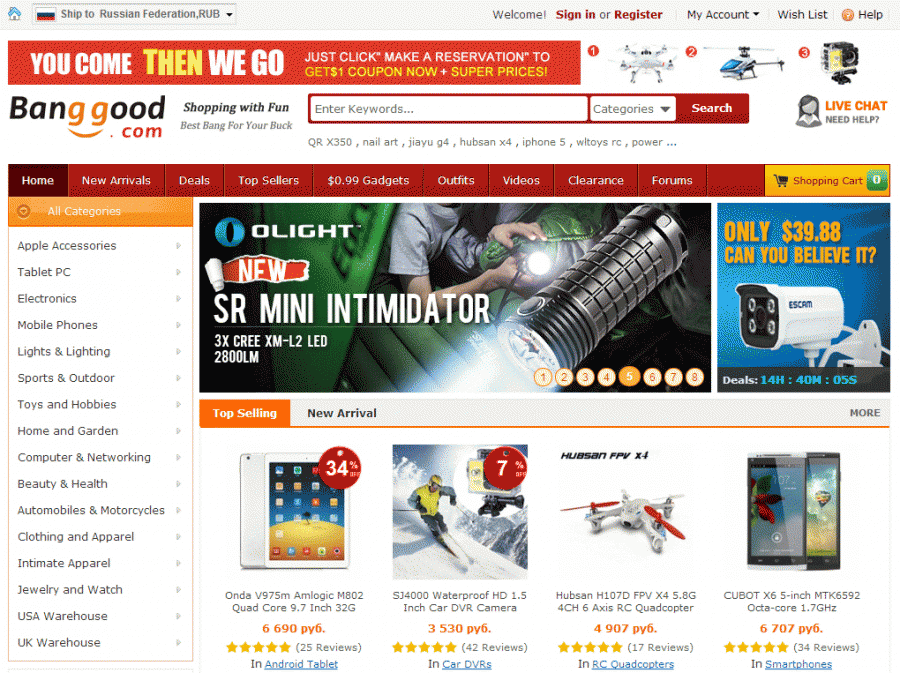 Ship to Russian Federation,RUB
Welcome! Sign in or Register My Account Wish List Help
YOU COME THEN WE GO
JUST CLICK" MAKE A RESERVATION" TO
GET$1 COUPON NOW + SUPER PRICES!
1 2 3
Banggood
.com
Shopping with Fun
Best Bang For Your Buck
Enter Keywords... Categories Search
LIVE CHAT
NEED HELP?
QR X350 , nail art , jiayu g4 , hubsan x4 , iphone 5 , wltoys rc , power ...
Home New Arrivals Deals Top Sellers $0.99 Gadgets Outfits Videos Clearance Forums Shopping Cart 0
All Categories
Apple Accessories
Tablet PC
Electronics
Mobile Phones
Lights & Lighting
Sports & Outdoor
Toys and Hobbies
Home and Garden
Computer & Networking
Beauty & Health
Automobiles & Motorcycles
Clothing and Apparel
Intimate Apparel
Jewelry and Watch
USA Warehouse
UK Warehouse
OLIGHT
NEW
SR MINI INTIMIDATOR
3X CREE XM-L2 LED
2800LM
1 2 3 4 5 6 7 8
ONLY $39.88
CAN YOU BELIEVE IT?
ESCAM
Deals: 14H : 40M : 05S
Top Selling New Arrival MORE
34 % OFF
7 % OFF
HUBSAN FPV X4
Onda V975m Amlogic M802
Quad Core 9.7 Inch 32G
6 690 руб.
(25 Reviews)
In Android Tablet
SJ4000 Waterproof HD 1.5
Inch Car DVR Camera
3 530 руб.
(42 Reviews)
In Car DVRs
Hubsan H107D FPV X4 5.8G
4CH 6 Axis RC Quadcopter
4 907 руб.
(17 Reviews)
In RC Quadcopters
CUBOT X6 5-inch MTK6592
Octa-core 1.7GHz
6 707 руб.
(34 Reviews)
In Smartphones